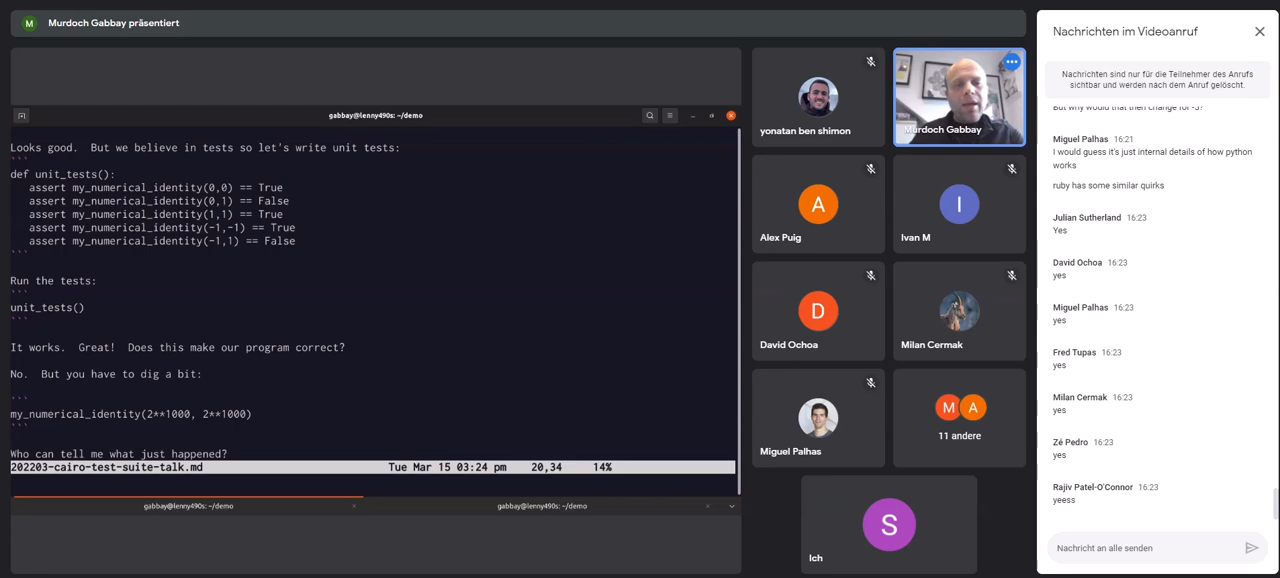 M Murdoch Gabbay präsentiert
gabbay@lenny490s: ~/demo
Looks good.  But we believe in tests so let's write unit tests:
```
def unit_tests():
   assert my_numerical_identity(0,0) == True
   assert my_numerical_identity(0,1) == False
   assert my_numerical_identity(1,1) == True
   assert my_numerical_identity(-1,-1) == True
   assert my_numerical_identity(-1,1) == False
```
Run the tests:
```
unit_tests()
```
It works.  Great!  Does this make our program correct?
No.  But you have to dig a bit:
```
my_numerical_identity(2**1000, 2**1000)
```
Who can tell me what just happened?
202203-cairo-test-suite-talk.md Tue Mar 15 03:24 pm 20,34 14%
gabbay@lenny490s: ~/demo
gabbay@lenny490s: ~/demo
yonatan ben shimon
Murdoch Gabbay
A
Alex Puig
I
Ivan M
D
David Ochoa
Milan Cermak
Miguel Palhas
M A
11 andere
S
Ich
Nachrichten im Videoanruf
Nachrichten sind nur für die Teilnehmer des Anrufs
sichtbar und werden nach dem Anruf gelöscht.
But why would that then change for -5?
Miguel Palhas 16:21
I would guess it's just internal details of how python
works
ruby has some similar quirks
Julian Sutherland 16:23
Yes
David Ochoa 16:23
yes
Miguel Palhas 16:23
yes
Fred Tupas 16:23
yes
Milan Cermak 16:23
yes
Zé Pedro 16:23
yes
Rajiv Patel-O'Connor 16:23
yeess
Nachricht an alle senden